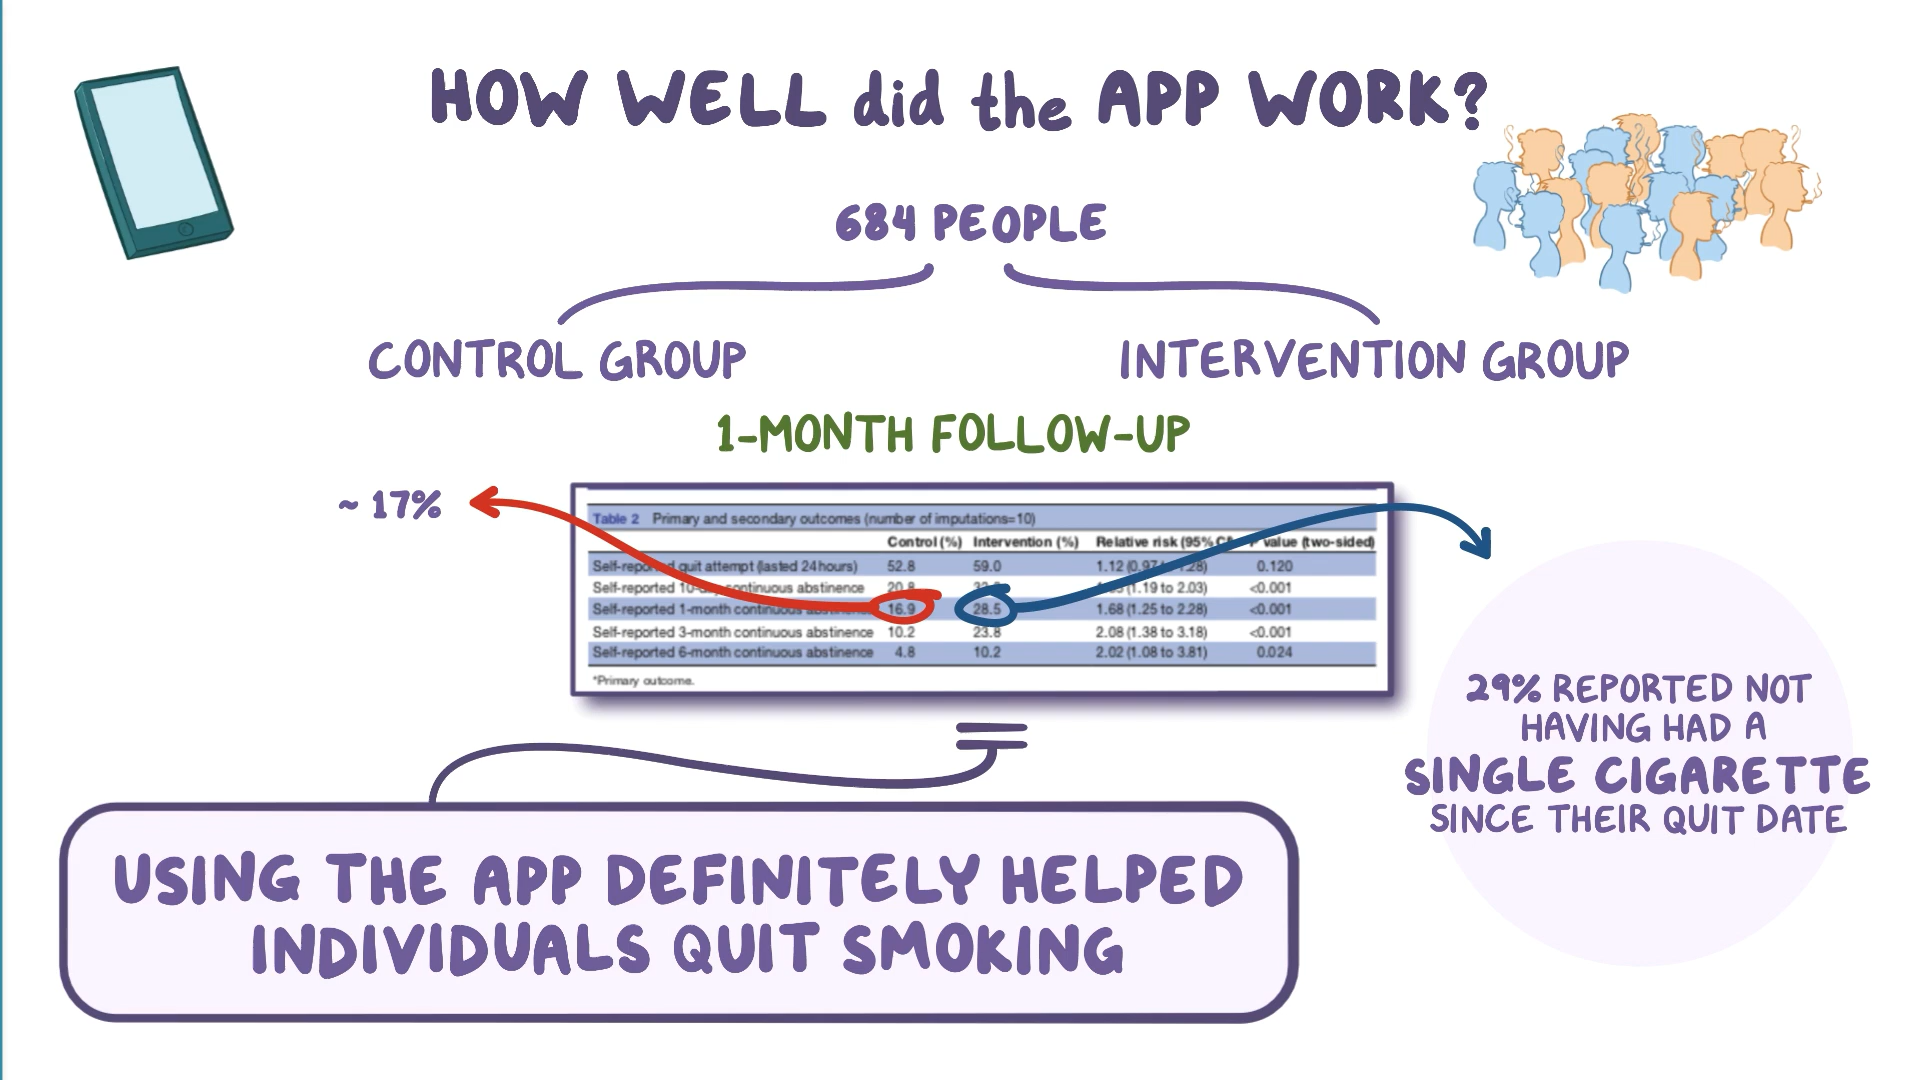 HOW WELL did the APP WORK?
684 PEOPLE
CONTROL GROUP
INTERVENTION GROUP
1-MONTH FOLLOW-UP
~ 17%
Table 2 Primary and secondary outcomes (number of imputations=10)
Control (%) Intervention (%) Relative risk (95% value (two-sided)
Self-reported quit attempt (lasted 24 hours) 52.8 59.0 1.12 0.120
Self-reported continuous abstinence 20.8 (1.19 to 2.03) <0.001
Self-reported 1-month continuous 16.9 28.5 1.68 (1.25 to 2.28) <0.001
Self-reported 3-month continuous abstinence 10.2 23.8 2.08 (1.38 to 3.18) <0.001
Self-reported 6-month continuous abstinence 4.8 10.2 2.02 (1.08 to 3.81) 0.024
*Primary outcome.
29% REPORTED NOT
HAVING HAD A
SINGLE CIGARETTE
SINCE THEIR QUIT DATE
USING THE APP DEFINITELY HELPED
INDIVIDUALS QUIT SMOKING